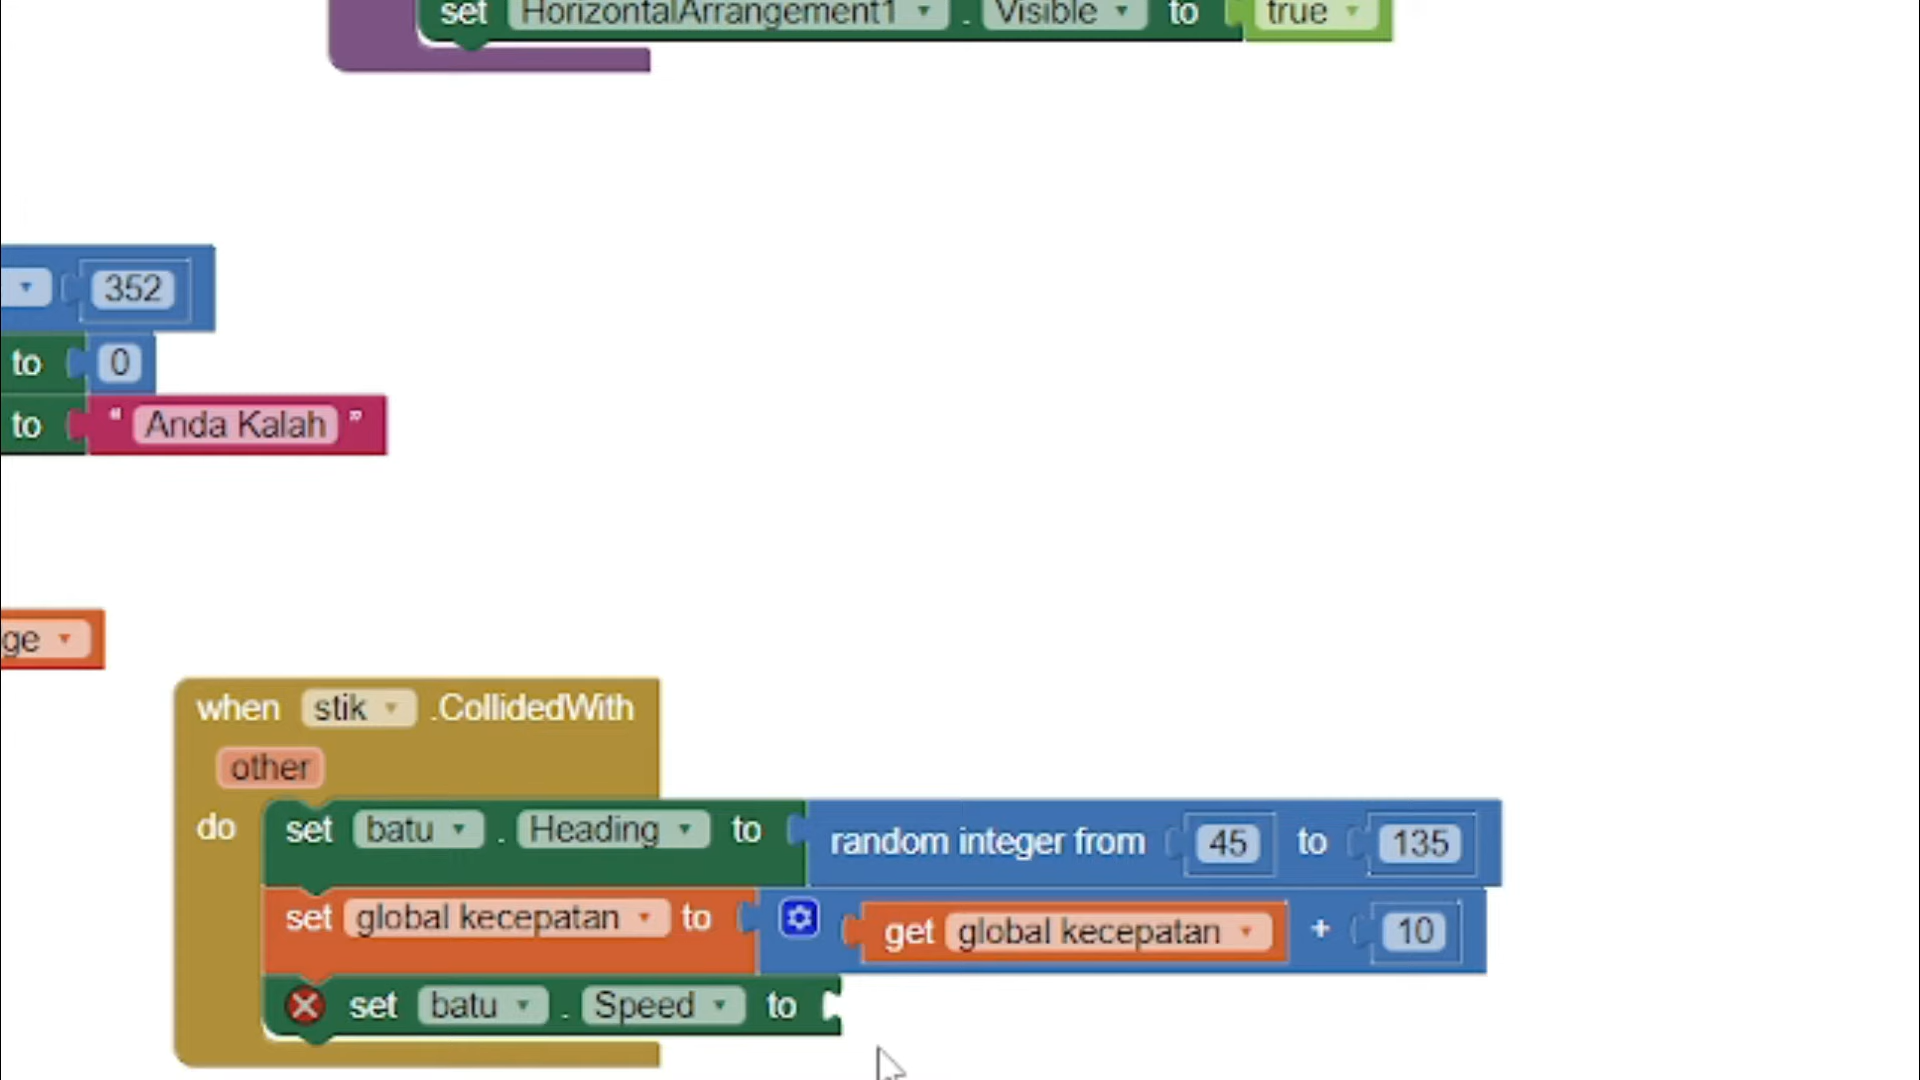 set HorizontalArrangement1 . Visible to true
352
to 0
to " Anda Kalah "
ge
when stik .CollidedWith
other
do set batu . Heading to random integer from 45 to 135
set global kecepatan to get global kecepatan + 10
set batu . Speed to